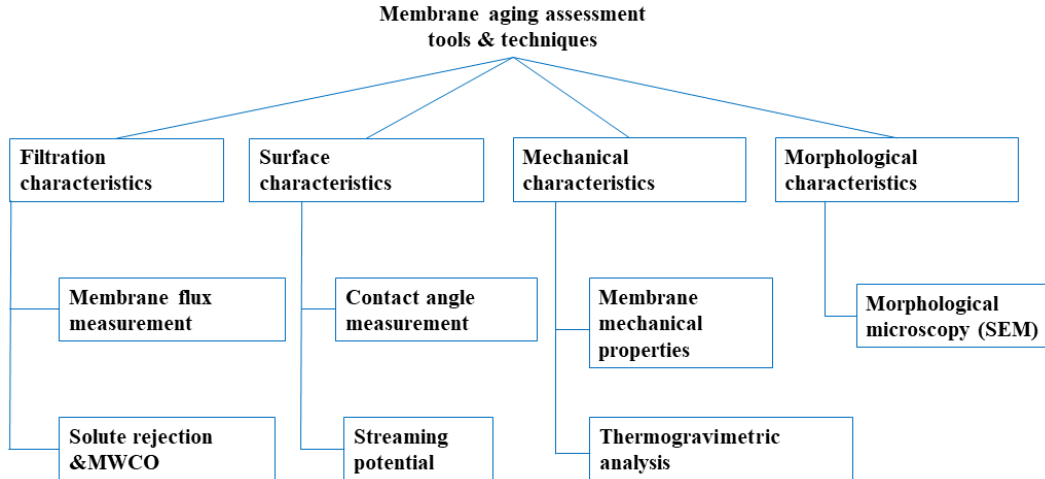 Membrane aging assessment
tools & techniques
Filtration
characteristics
Surface
characteristics
Mechanical
characteristics
Morphological
characteristics
Membrane flux
measurement
Contact angle
measurement
Membrane
mechanical
properties
Morphological
microscopy (SEM)
Solute rejection
&MWCO
Streaming
potential
Thermogravimetric
analysis